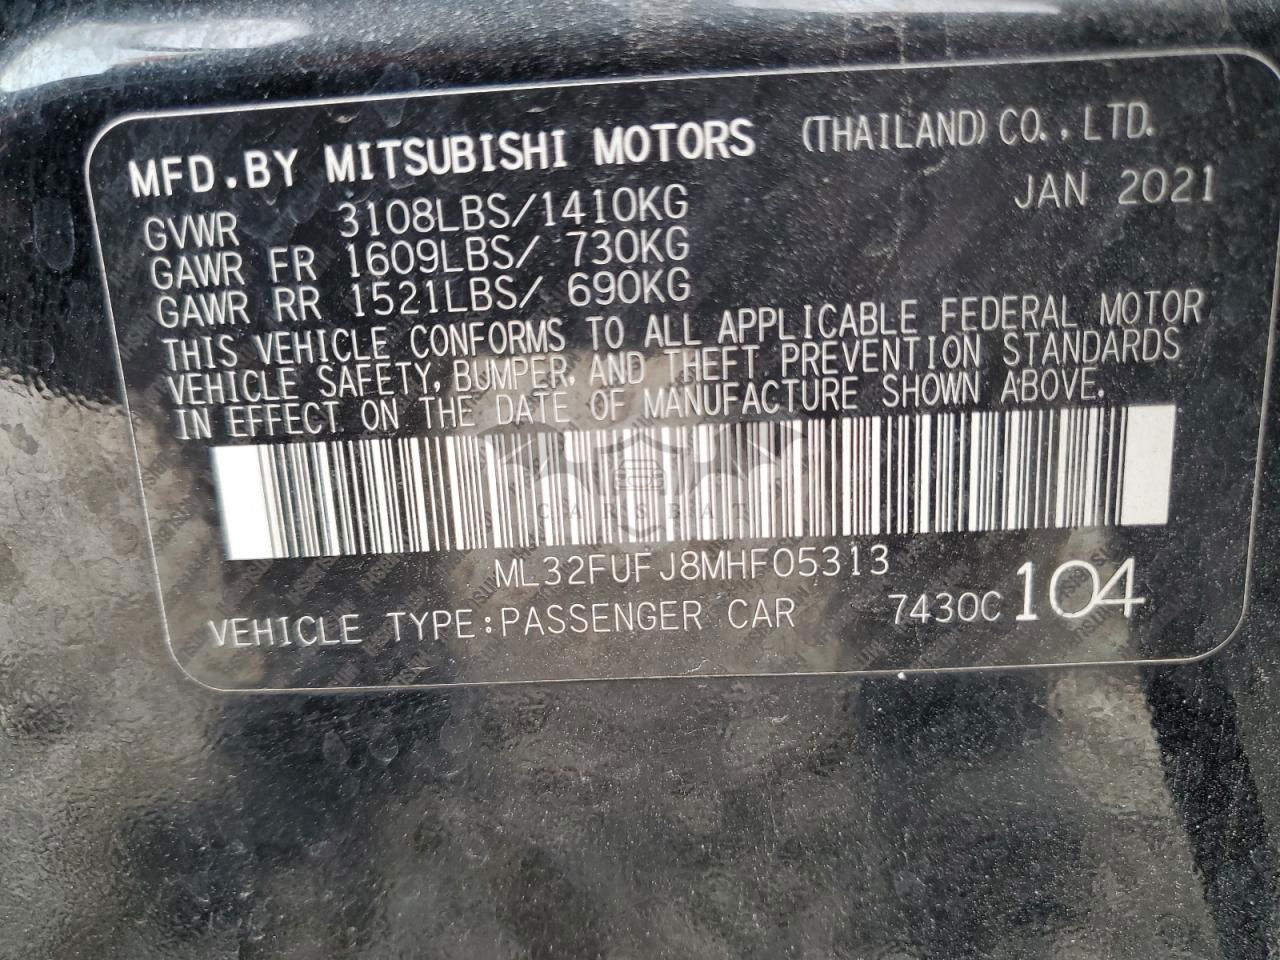 MFD.BY MITSUBISHI MOTORS (THAILAND) CO.,LTD.
GVWR 3108LBS/1410KG JAN 2021
GAWR FR 1609LBS/ 730KG
GAWR RR 1521LBS/ 690KG
THIS VEHICLE CONFORMS TO ALL APPLICABLE FEDERAL MOTOR
VEHICLE SAFETY, BUMPER, AND THEFT PREVENTION STANDARDS
IN EFFECT ON THE DATE OF MANUFACTURE SHOWN ABOVE.
CARSBAT
ML32FUFJ8MHF05313
VEHICLE TYPE:PASSENGER CAR 7430C 104